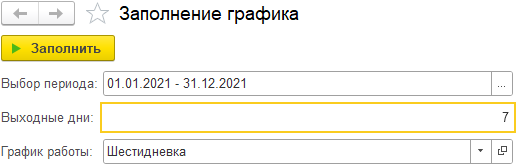 Заполнение графика
Заполнить
Выбор периода: 01.01.2021 - 31.12.2021 ...
Выходные дни: 7
График работы: Шестидневка